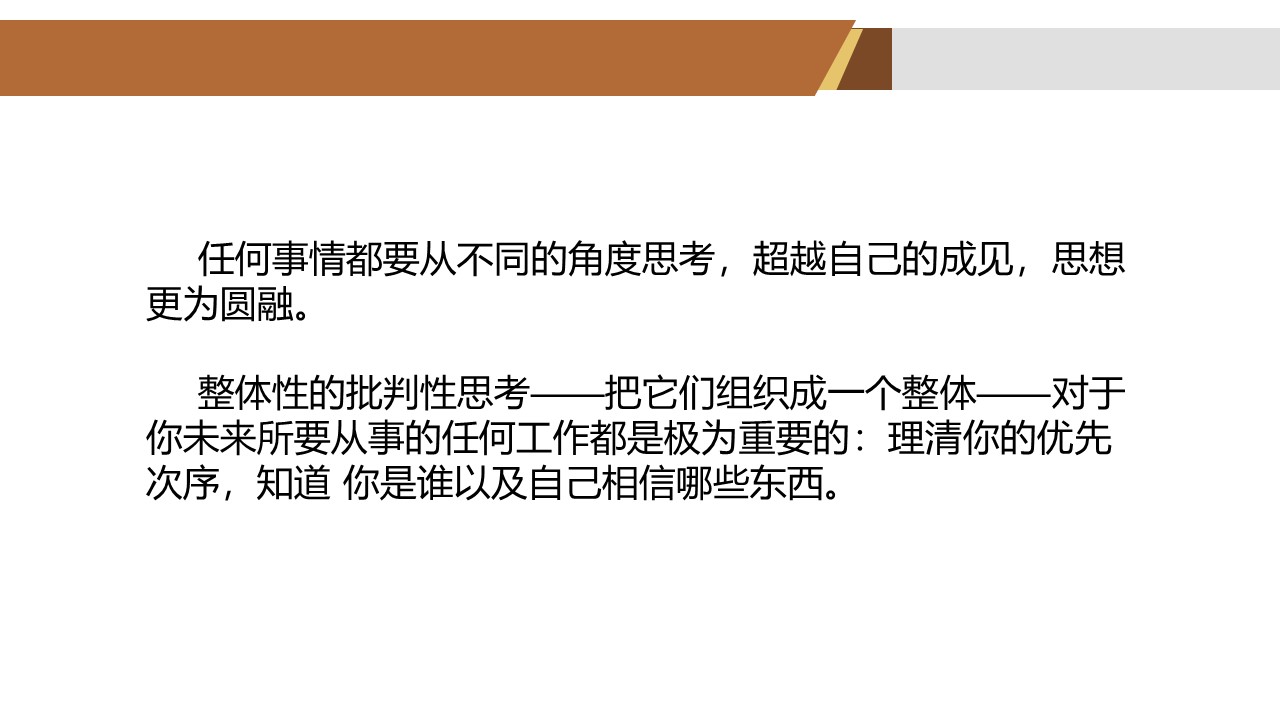 任何事情都要从不同的角度思考，超越自己的成见，思想
更为圆融。
整体性的批判性思考——把它们组织成一个整体——对于
你未来所要从事的任何工作都是极为重要的：理清你的优先
次序，知道 你是谁以及自己相信哪些东西。